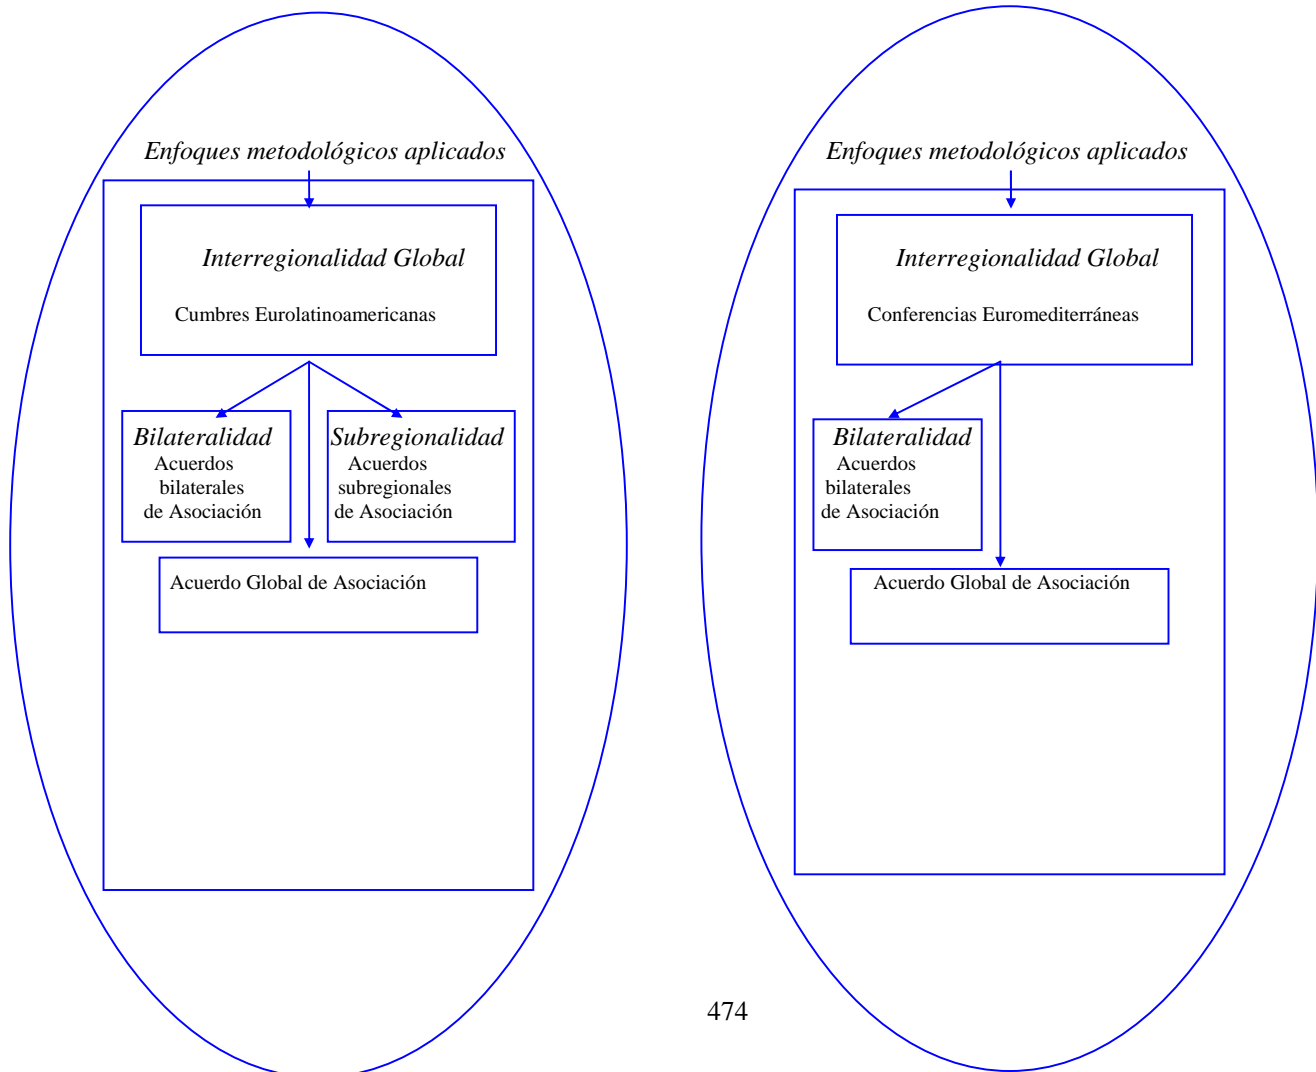 Enfoques metodológicos aplicados
Interregionalidad Global
Cumbres Eurolatinoamericanas
Bilateralidad
Acuerdos
bilaterales
de Asociación
Subregionalidad
Acuerdos
subregionales
de Asociación
Acuerdo Global de Asociación
Enfoques metodológicos aplicados
Interregionalidad Global
Conferencias Euromediterráneas
Bilateralidad
Acuerdos
bilaterales
de Asociación
Acuerdo Global de Asociación
474